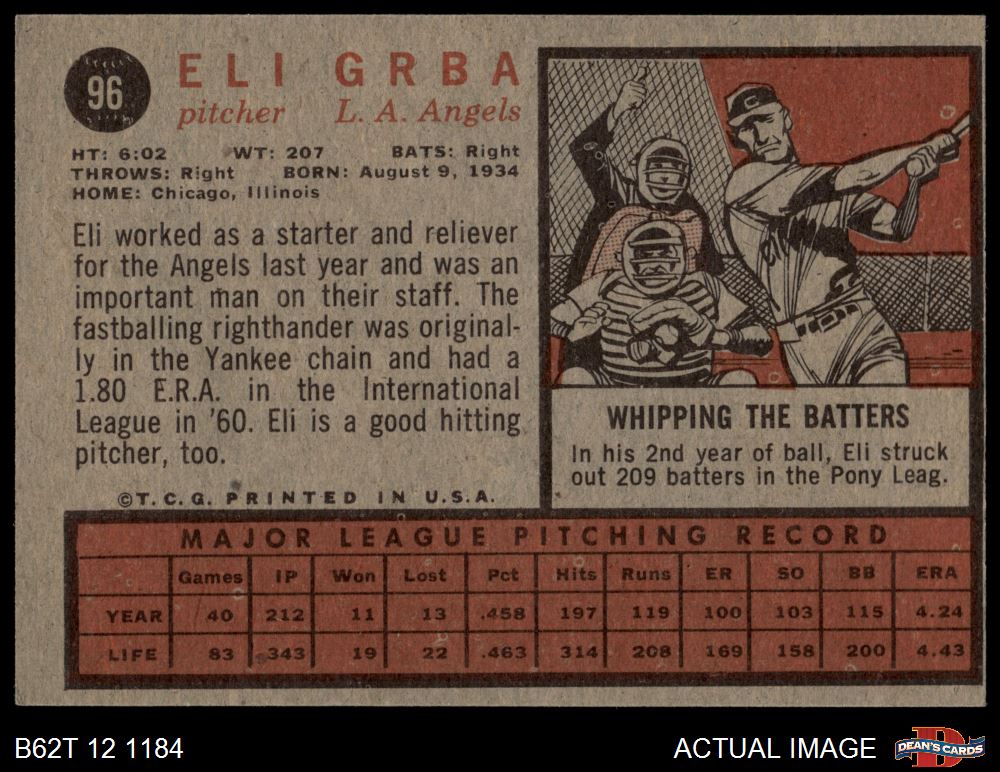 96
ELI GRBA
pitcher L. A. Angels
HT: 6:02 WT: 207 BATS: Right
THROWS: Right BORN: August 9, 1934
HOME: Chicago, Illinois
Eli worked as a starter and reliever
for the Angels last year and was an
important man on their staff. The
fastballing righthander was original-
ly in the Yankee chain and had a
1.80 E.R.A. in the International
League in '60. Eli is a good hitting
pitcher, too.
©T.C.G. PRINTED IN U.S.A.
C
WHIPPING THE BATTERS
In his 2nd year of ball, Eli struck
out 209 batters in the Pony Leag.
MAJOR LEAGUE PITCHING RECORD
Games IP Won Lost Pct Hits Runs ER SO BB ERA
YEAR 40 212 11 13 .458 197 119 100 103 115 4.24
LIFE 83 343 19 22 .463 314 208 169 158 200 4.43
B62T 12 1184 ACTUAL IMAGE
DEAN'S CARDS